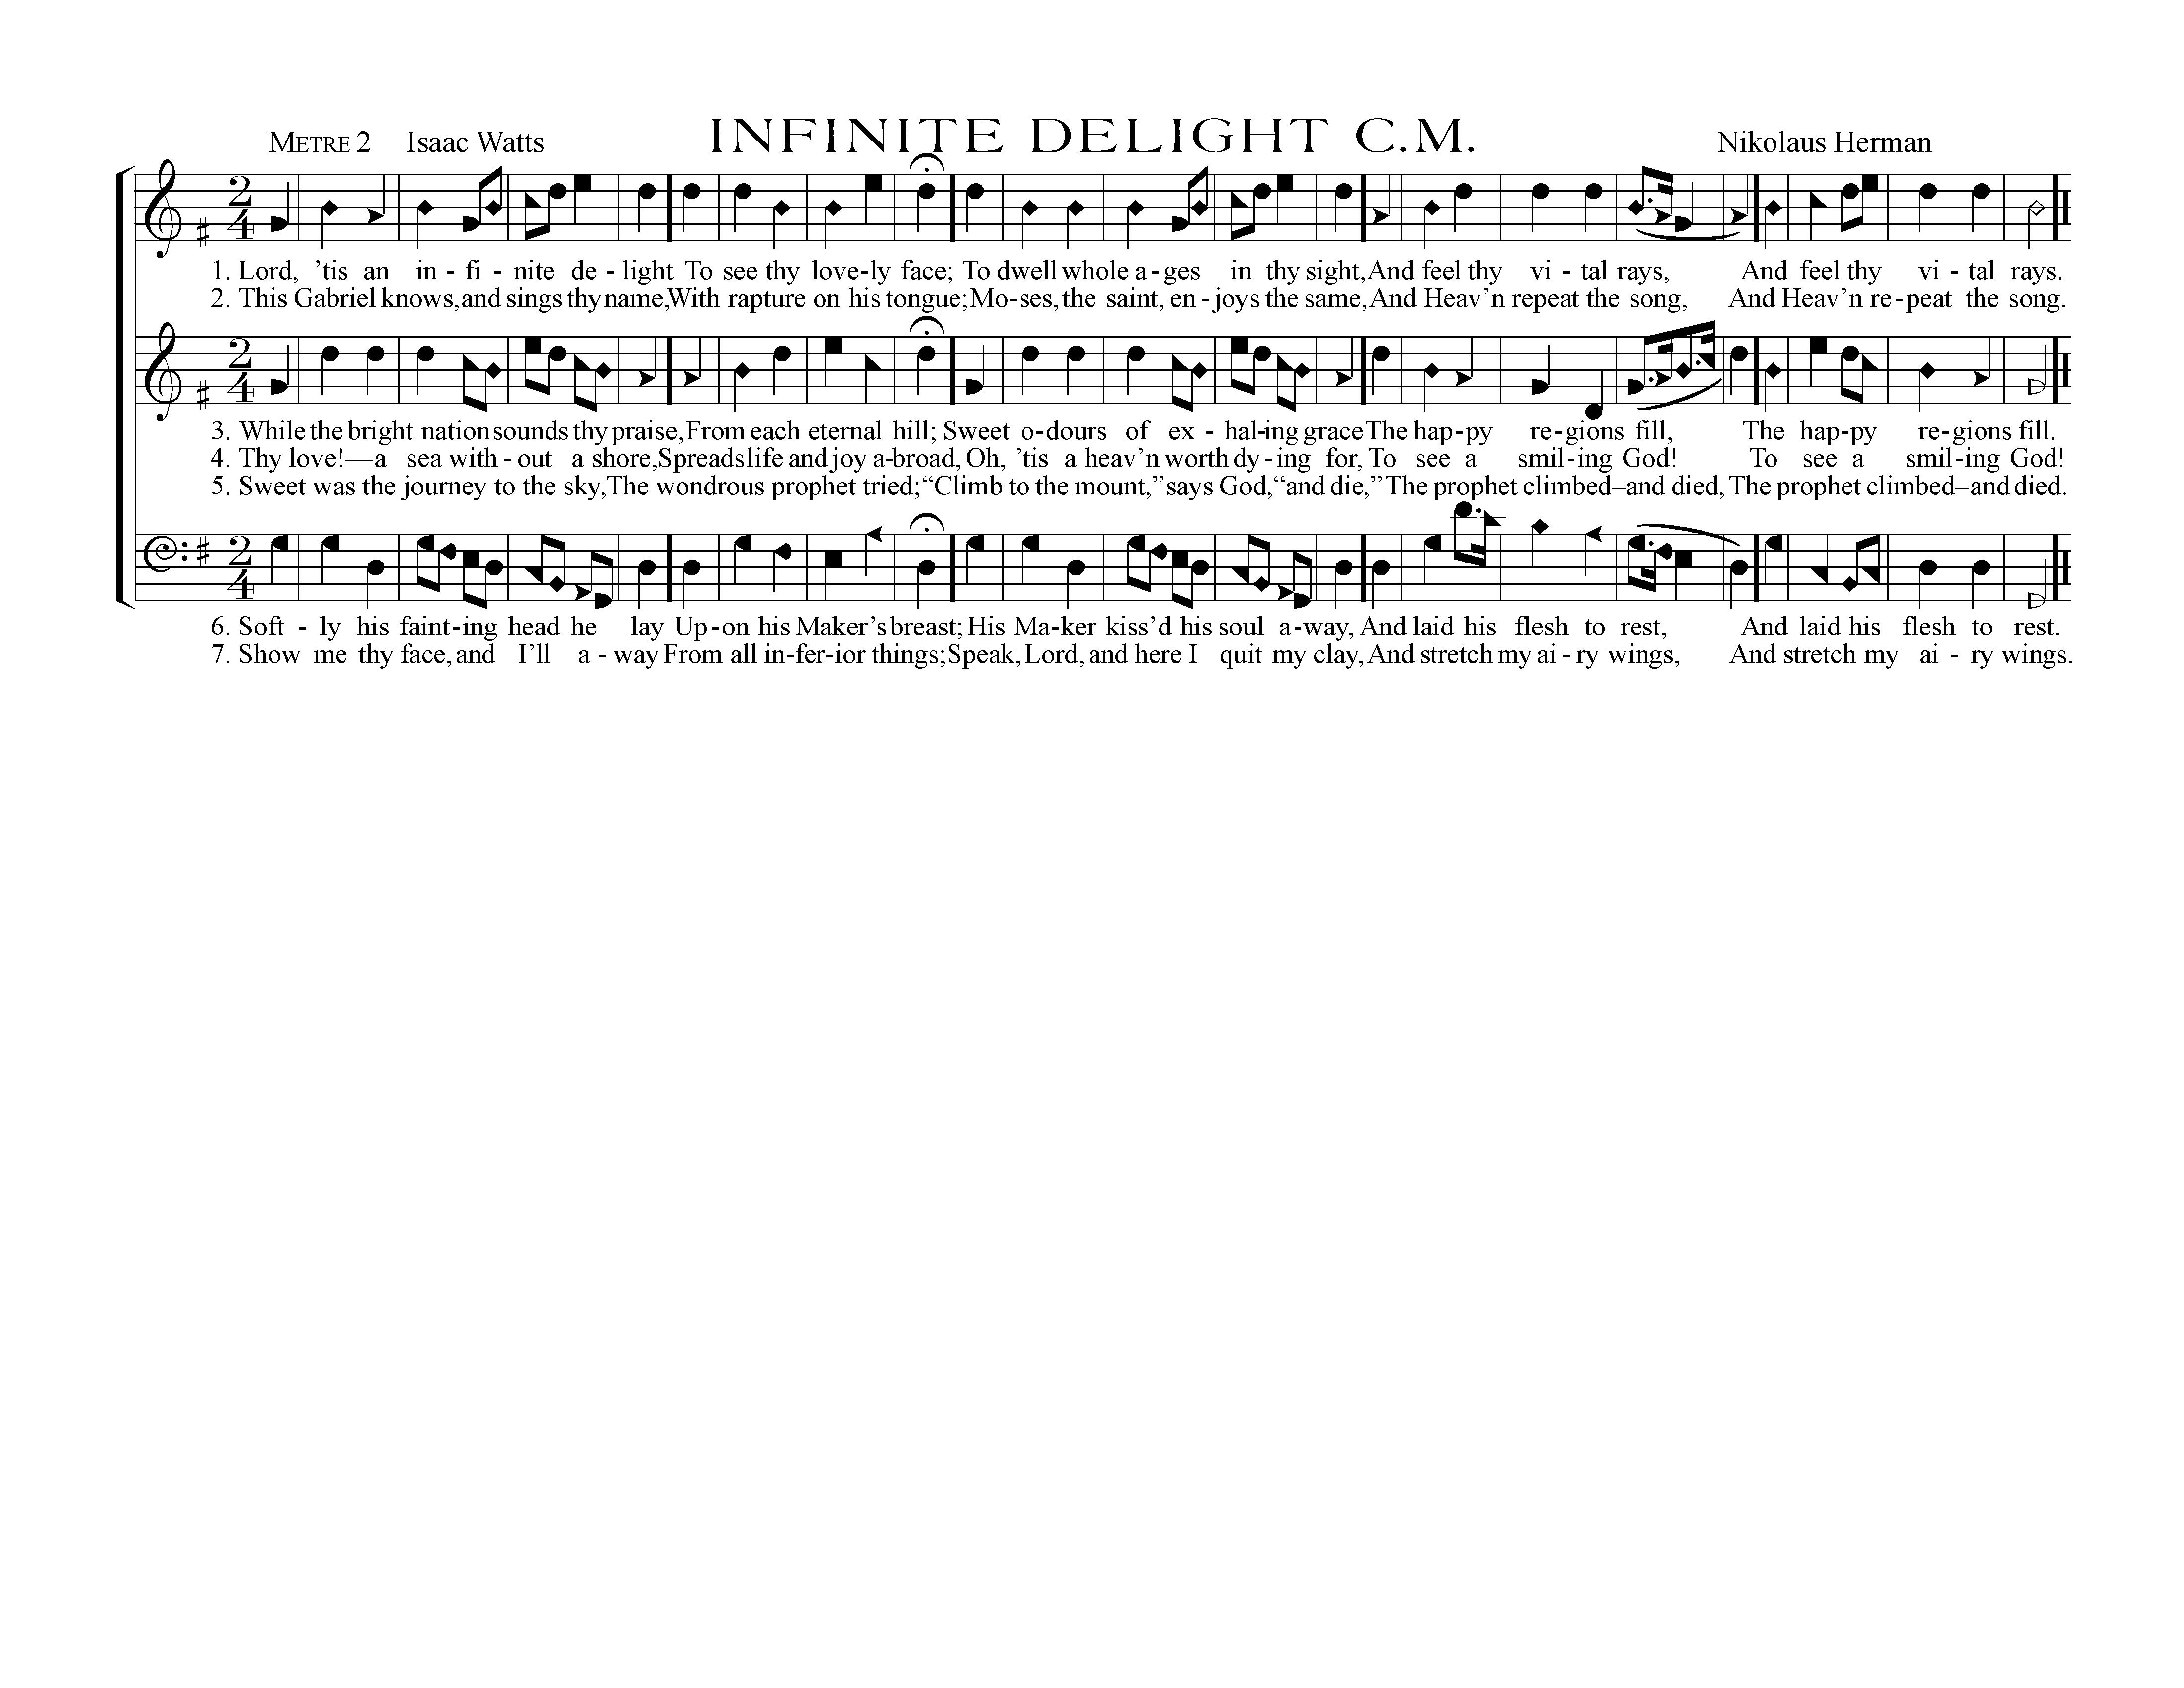 METRE 2 Isaac Watts INFINITE DELIGHT C.M. Nikolaus Herman
2 4
1. Lord, ’tis an in - fi - nite de - light To see thy love-ly face; To dwell whole a - ges in thy sight, And feel thy vi - tal rays, And feel thy vi - tal rays.
2. This Gabriel knows, and sings thy name, With rapture on his tongue; Mo-ses, the saint, en - joys the same, And Heav’n repeat the song, And Heav’n re - peat the song.
2 4
3. While the bright nation sounds thy praise, From each eternal hill; Sweet o-dours of ex - hal-ing grace The hap-py re-gions fill, The hap-py re-gions fill.
4. Thy love!—a sea with - out a shore, Spreads life and joy a-broad, Oh, ’tis a heav’n worth dy - ing for, To see a smil-ing God! To see a smil-ing God!
5. Sweet was the journey to the sky, The wondrous prophet tried; “Climb to the mount,” says God, “and die,” The prophet climbed–and died, The prophet climbed–and died.
2 4
6. Soft - ly his faint-ing head he lay Up-on his Maker’s breast; His Ma-ker kiss’d his soul a-way, And laid his flesh to rest, And laid his flesh to rest.
7. Show me thy face, and I’ll a - way From all in-fer-ior things; Speak, Lord, and here I quit my clay, And stretch my ai - ry wings, And stretch my ai - ry wings.